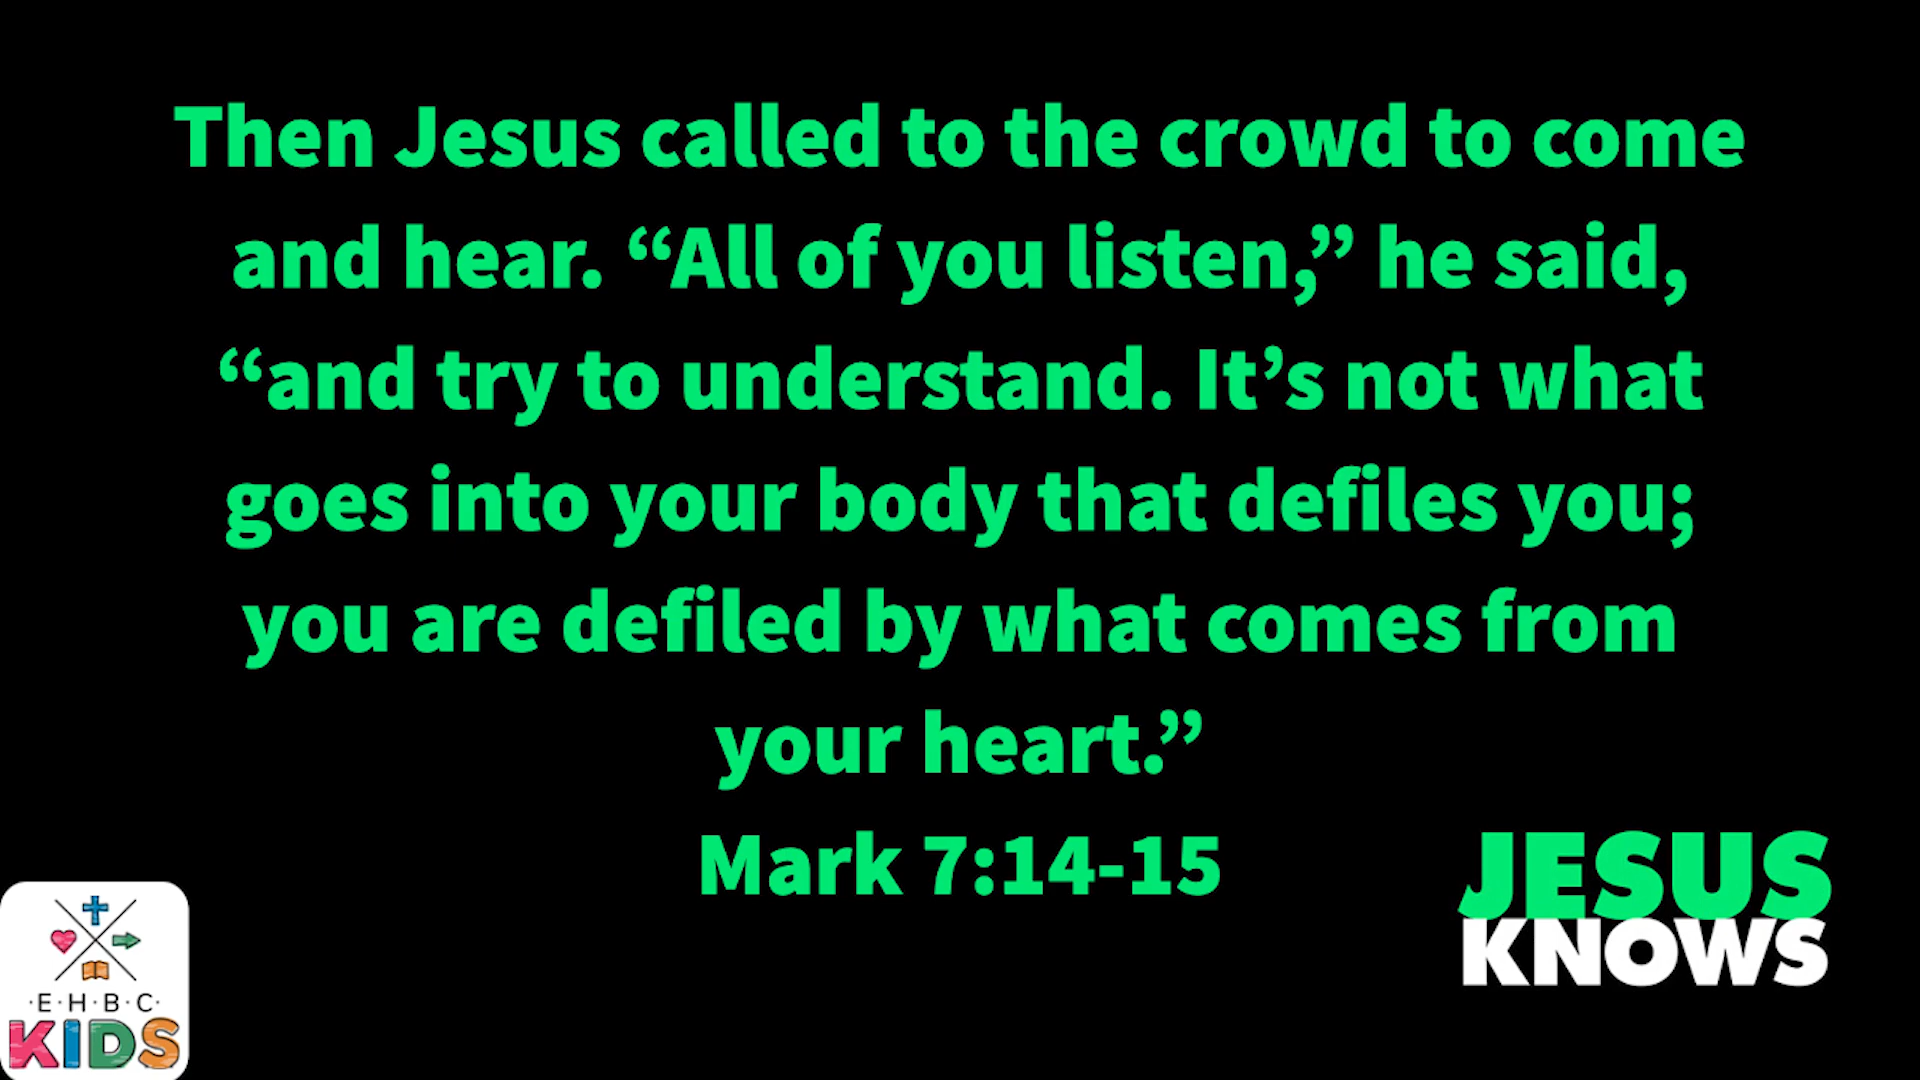 Then Jesus called to the crowd to come
and hear. “All of you listen,” he said,
“and try to understand. It’s not what
goes into your body that defiles you;
you are defiled by what comes from
your heart.”
Mark 7:14-15
JESUS
KNOWS
·E·H·B·C·
KIDS